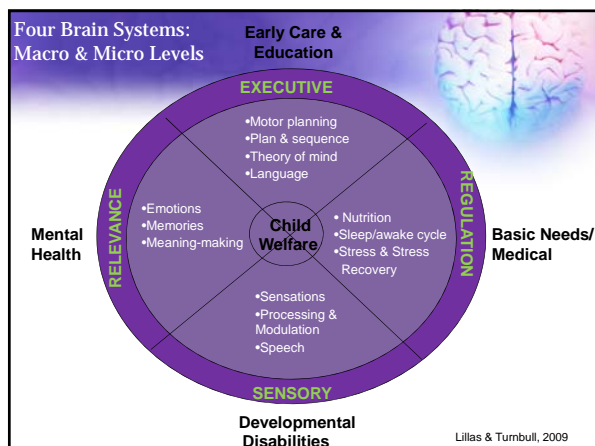 Four Brain Systems:
Macro & Micro Levels
Early Care &
Education
EXECUTIVE
•Motor planning
•Plan & sequence
•Theory of mind
•Language
RELEVANCE
•Emotions
•Memories
•Meaning-making
Mental
Health
Child
Welfare
• Nutrition
•Sleep/awake cycle
•Stress & Stress
Recovery
REGULATION
Basic Needs/
Medical
•Sensations
•Processing &
Modulation
•Speech
SENSORY
Developmental
Disabilities
Lillas & Turnbull, 2009